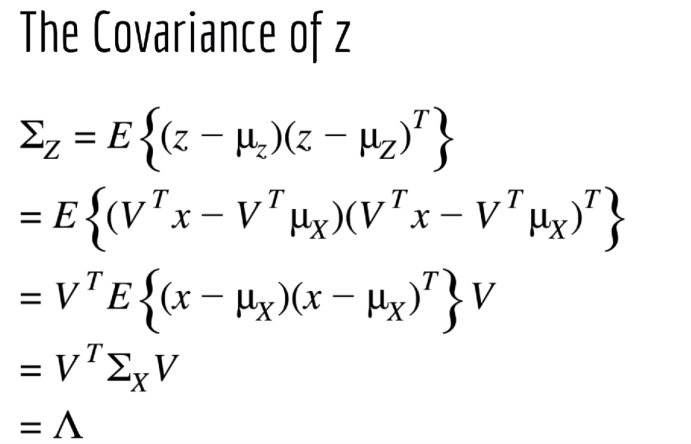 The Covariance of z
Σ_Z = E{(z − μ_z)(z − μ_Z)^T}
= E{(V^T x − V^T μ_X)(V^T x − V^T μ_X)^T}
= V^T E{(x − μ_X)(x − μ_X)^T} V
= V^T Σ_X V
= Λ